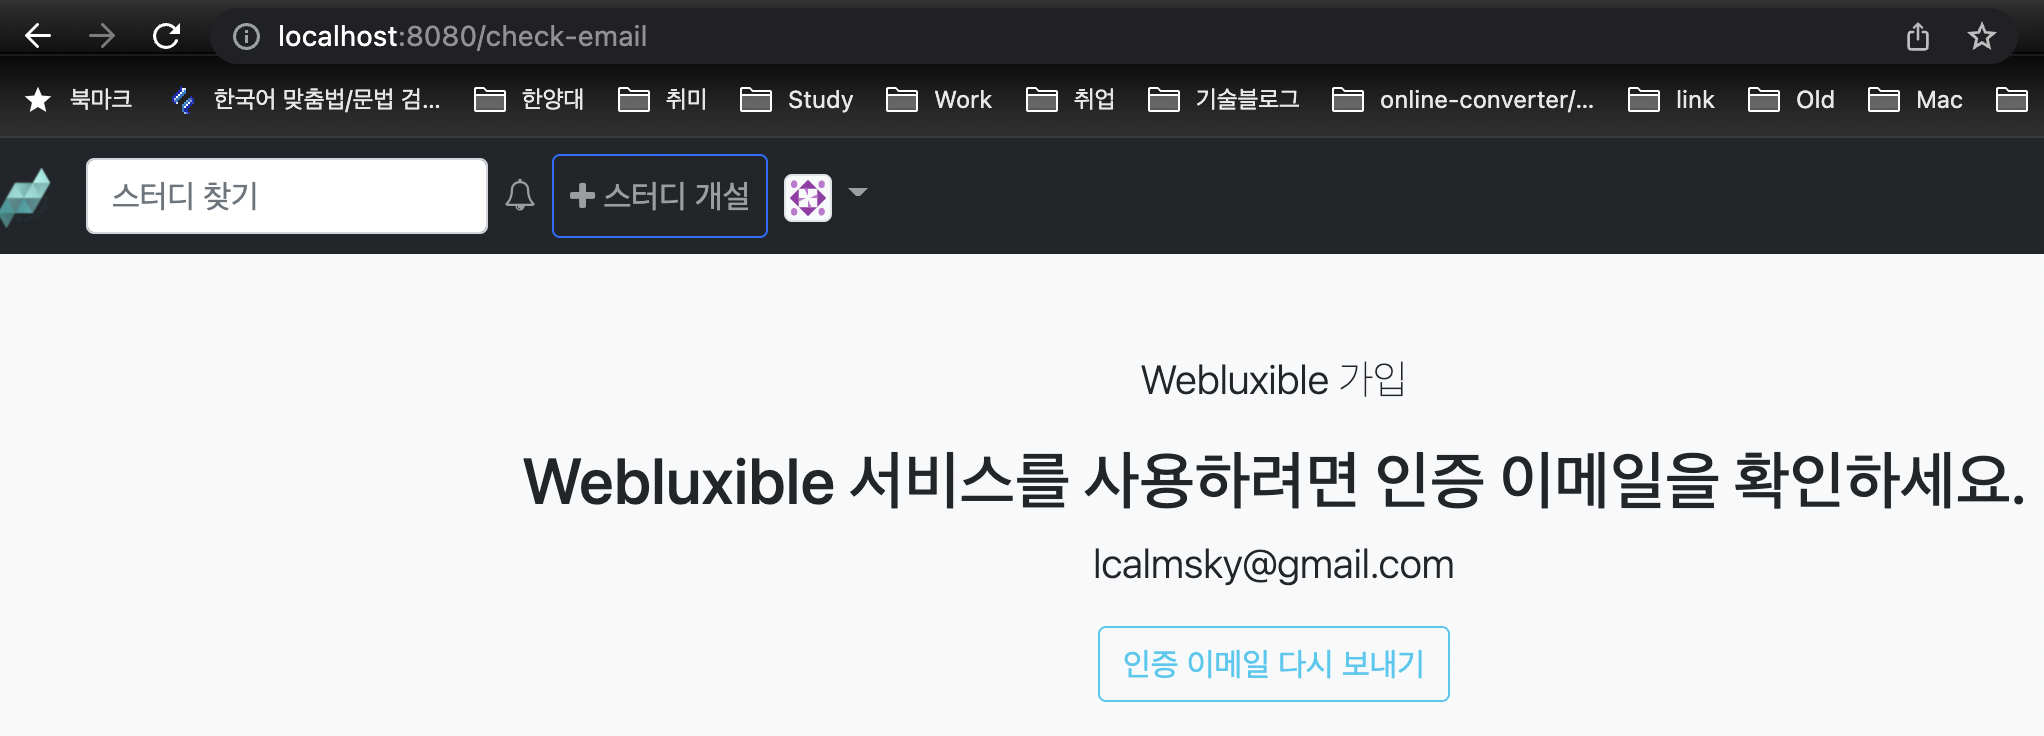 localhost:8080/check-email
북마크 한국어 맞춤법/문법 검... 한양대 취미 Study Work 취업 기술블로그 online-converter/... link Old Mac
스터디 찾기 스터디 개설
Webluxible 가입
Webluxible 서비스를 사용하려면 인증 이메일을 확인하세요.
lcalmsky@gmail.com
인증 이메일 다시 보내기